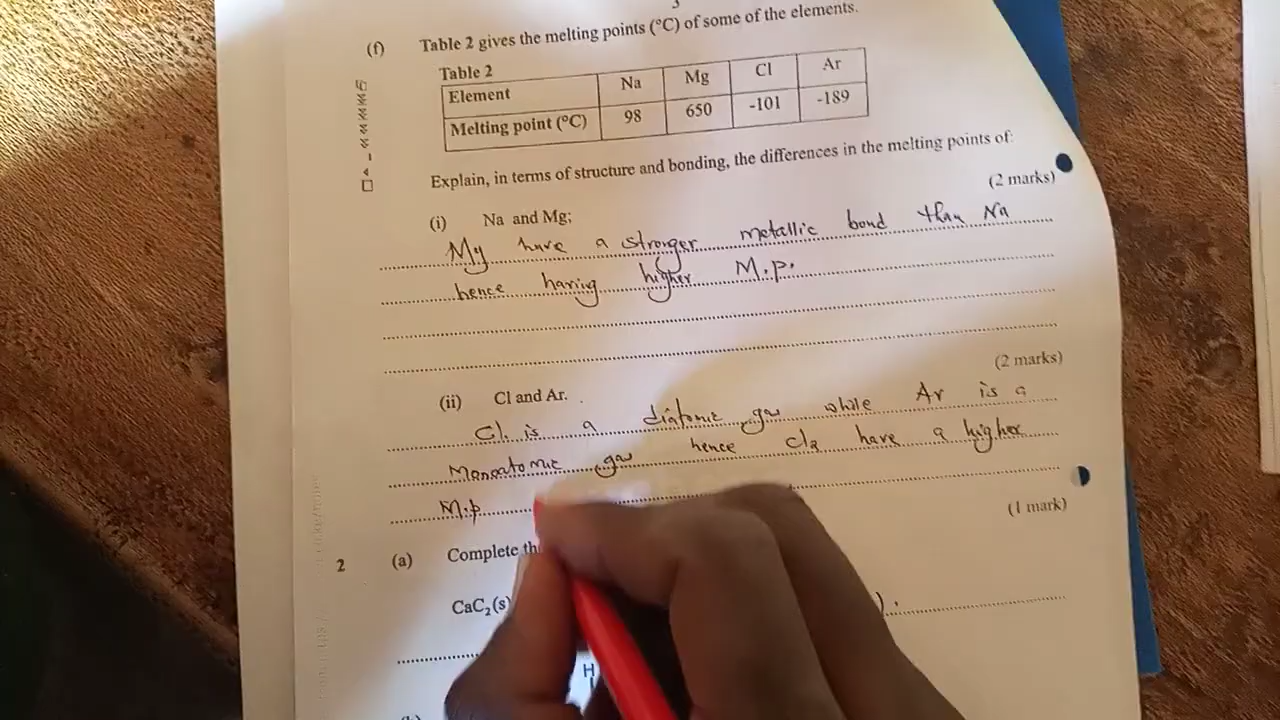 (f) Table 2 gives the melting points (°C) of some of the elements.
Table 2
Element Na Mg Cl Ar
Melting point (°C) 98 650 -101 -189
Explain, in terms of structure and bonding, the differences in the melting points of:
(2 marks)
(i) Na and Mg;
My have a stronger metallic bond than Na
hence having higher M.p.
(2 marks)
(ii) Cl and Ar.
Cl is a diatomic gas while Ar is a
Monoatomic gas hence Cl2 have a higher
M.p
(1 mark)
2 (a) Complete
CaC₂(s)
H